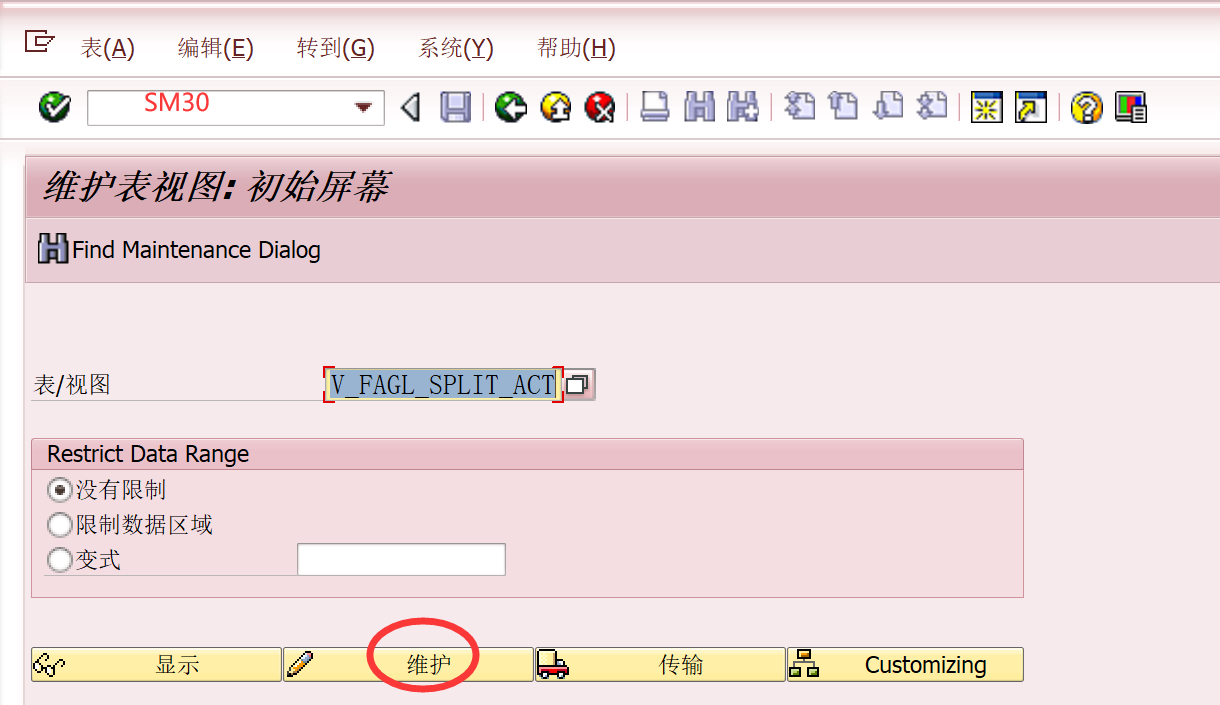 表(A) 编辑(E) 转到(G) 系统(Y) 帮助(H)
SM30
维护表视图: 初始屏幕
Find Maintenance Dialog
表/视图 V_FAGL_SPLIT_ACT
Restrict Data Range
没有限制
限制数据区域
变式
显示 维护 传输 Customizing